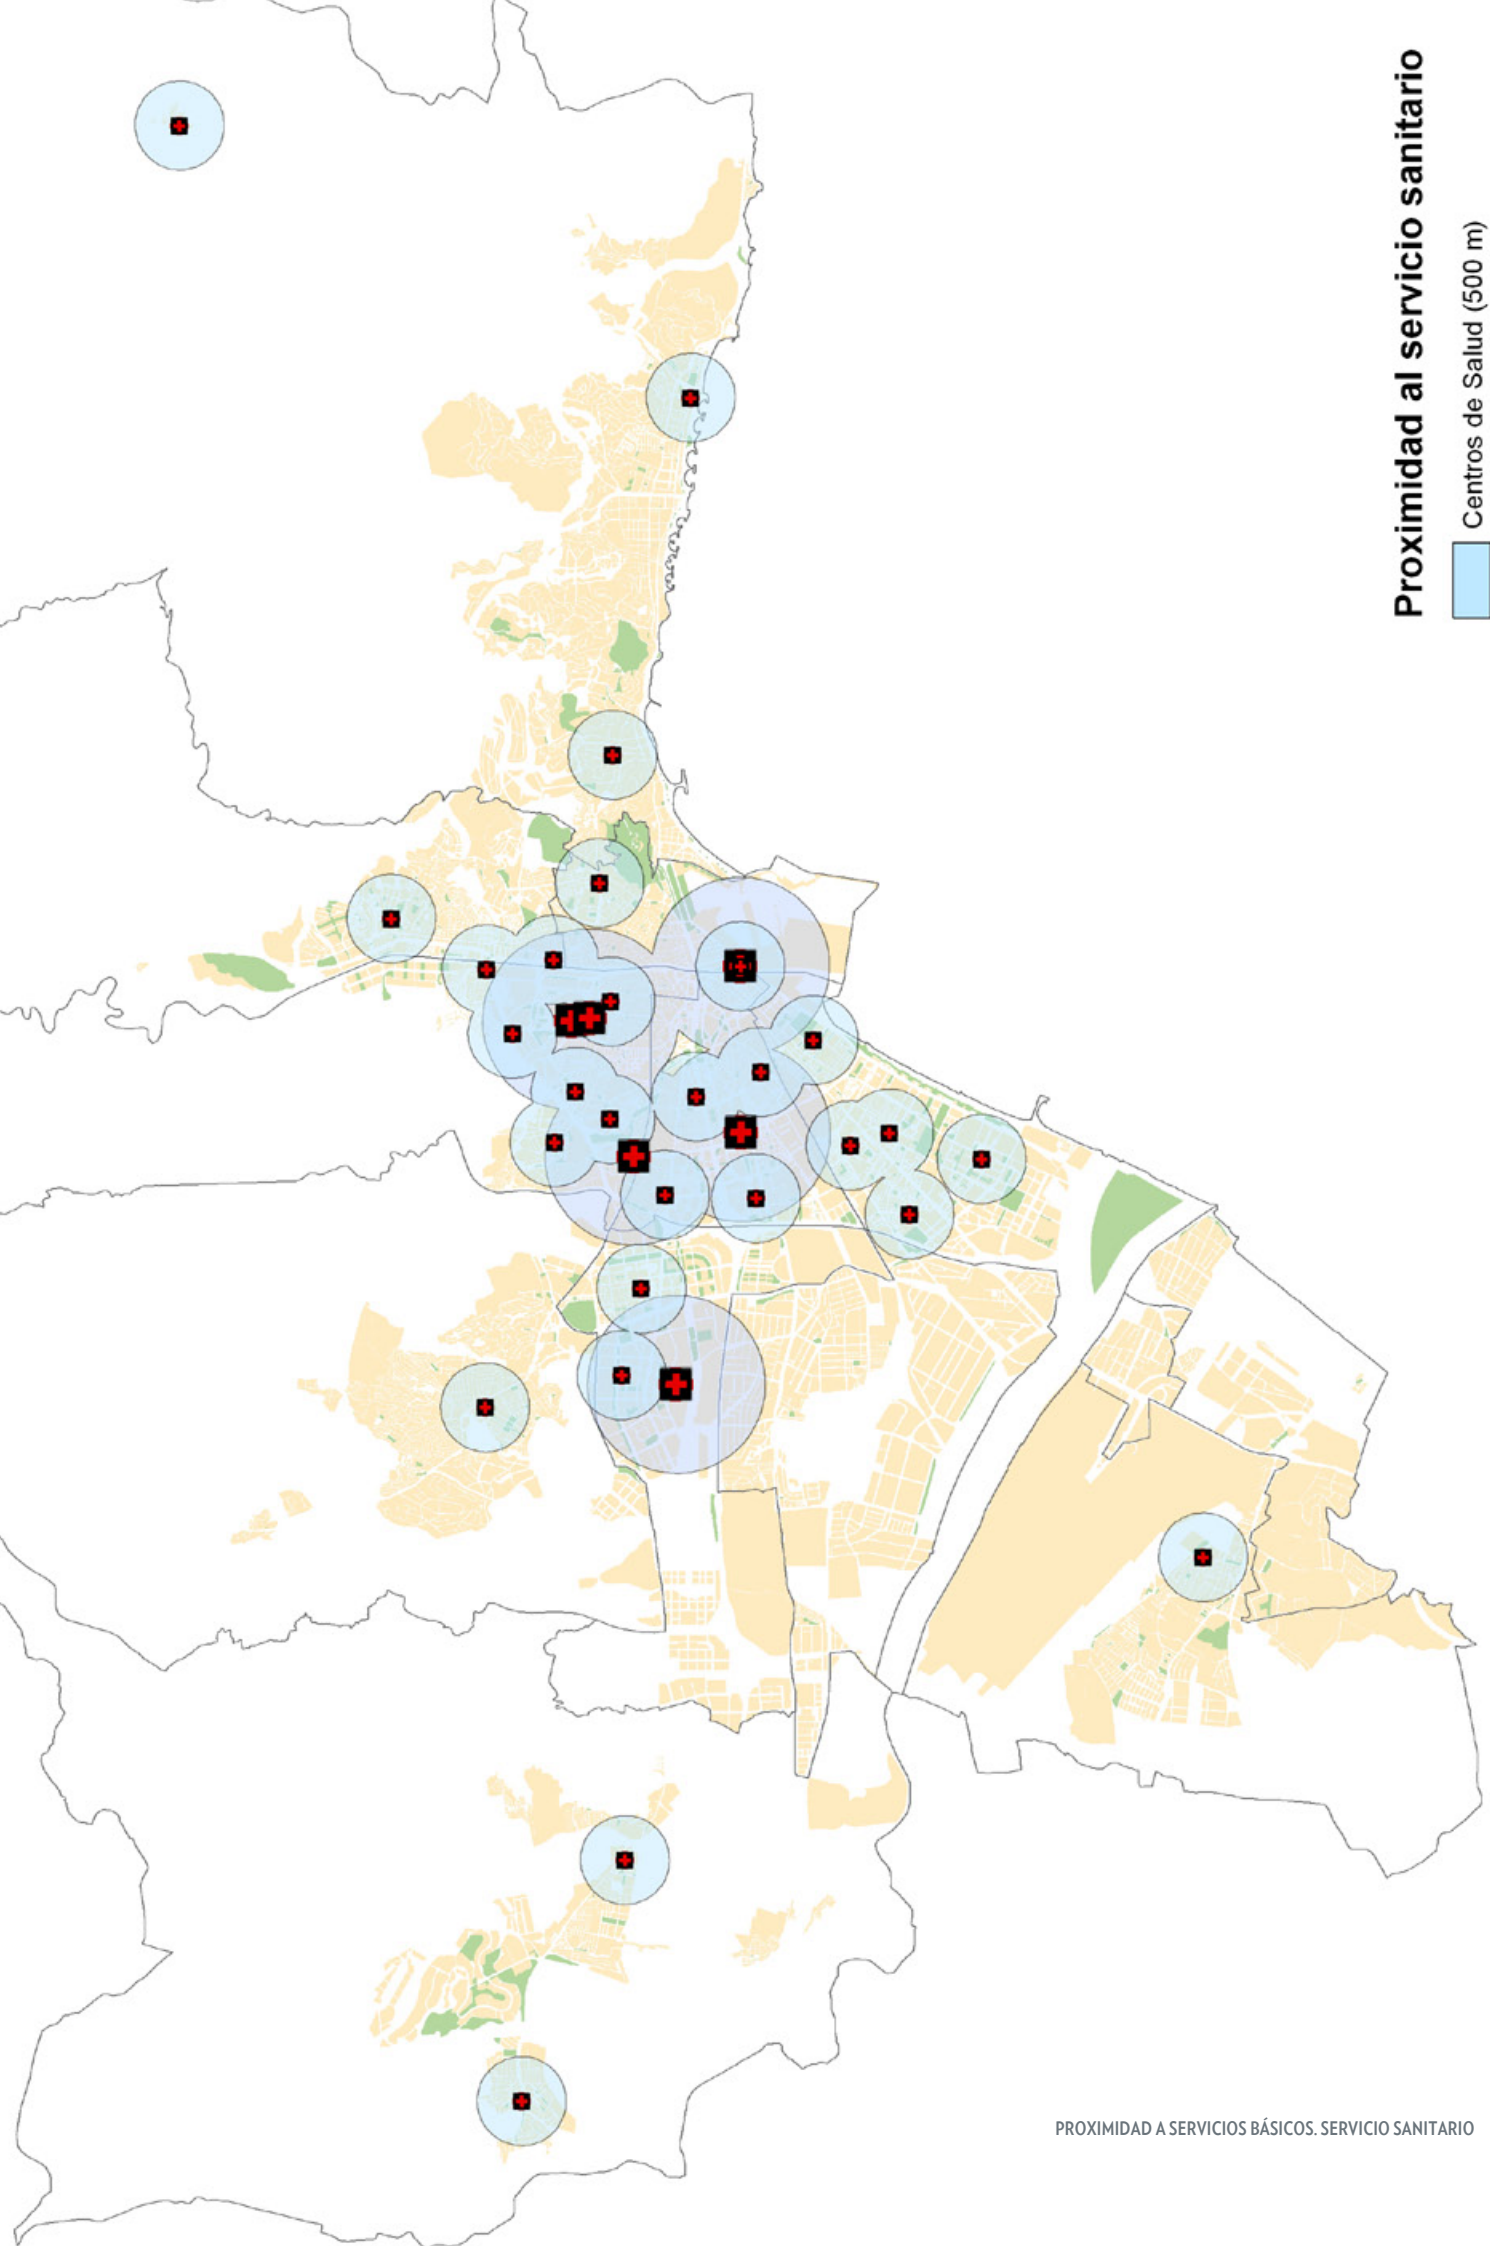 Proximidad al servicio sanitario
Centros de Salud (500 m)
PROXIMIDAD A SERVICIOS BÁSICOS. SERVICIO SANITARIO